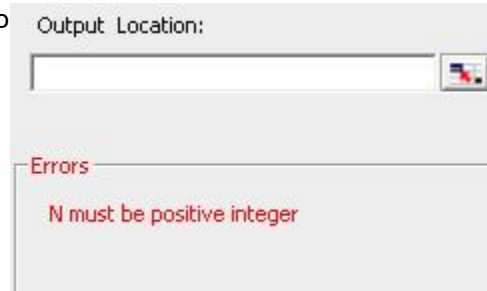 o
Output Location:
Errors
N must be positive integer